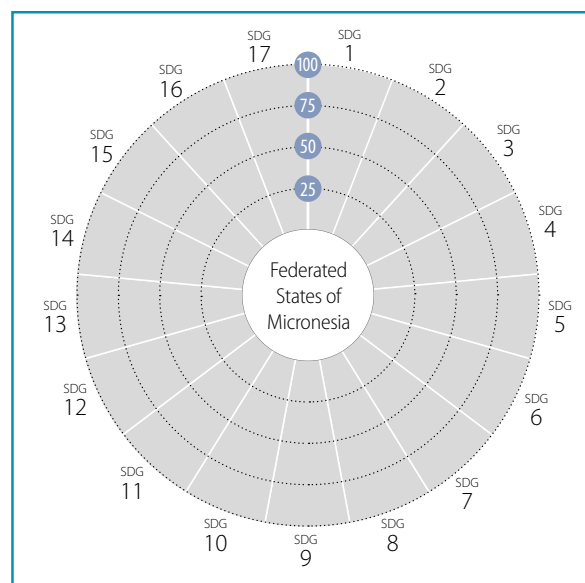 SDG
1
SDG
2
SDG
3
SDG
4
SDG
5
SDG
6
SDG
7
SDG
8
SDG
9
SDG
10
SDG
11
SDG
12
SDG
13
SDG
14
SDG
15
SDG
16
SDG
17
100
75
50
25
Federated
States of
Micronesia